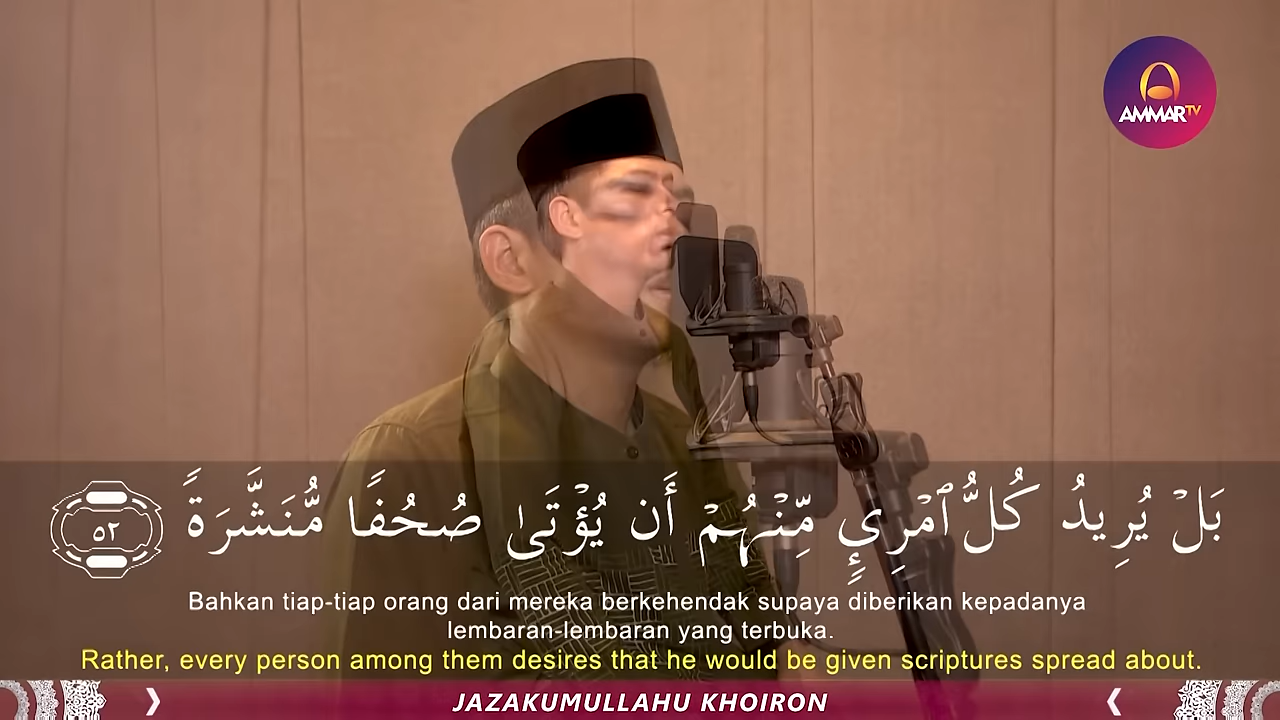 AMMARTV
بَلْ يُرِيدُ كُلُّ ٱمْرِئٍ مِّنْهُمْ أَن يُؤْتَىٰ صُحُفًا مُّنَشَّرَةً ٥٢
Bahkan tiap-tiap orang dari mereka berkehendak supaya diberikan kepadanya
lembaran-lembaran yang terbuka.
Rather, every person among them desires that he would be given scriptures spread about.
JAZAKUMULLAHU KHOIRON